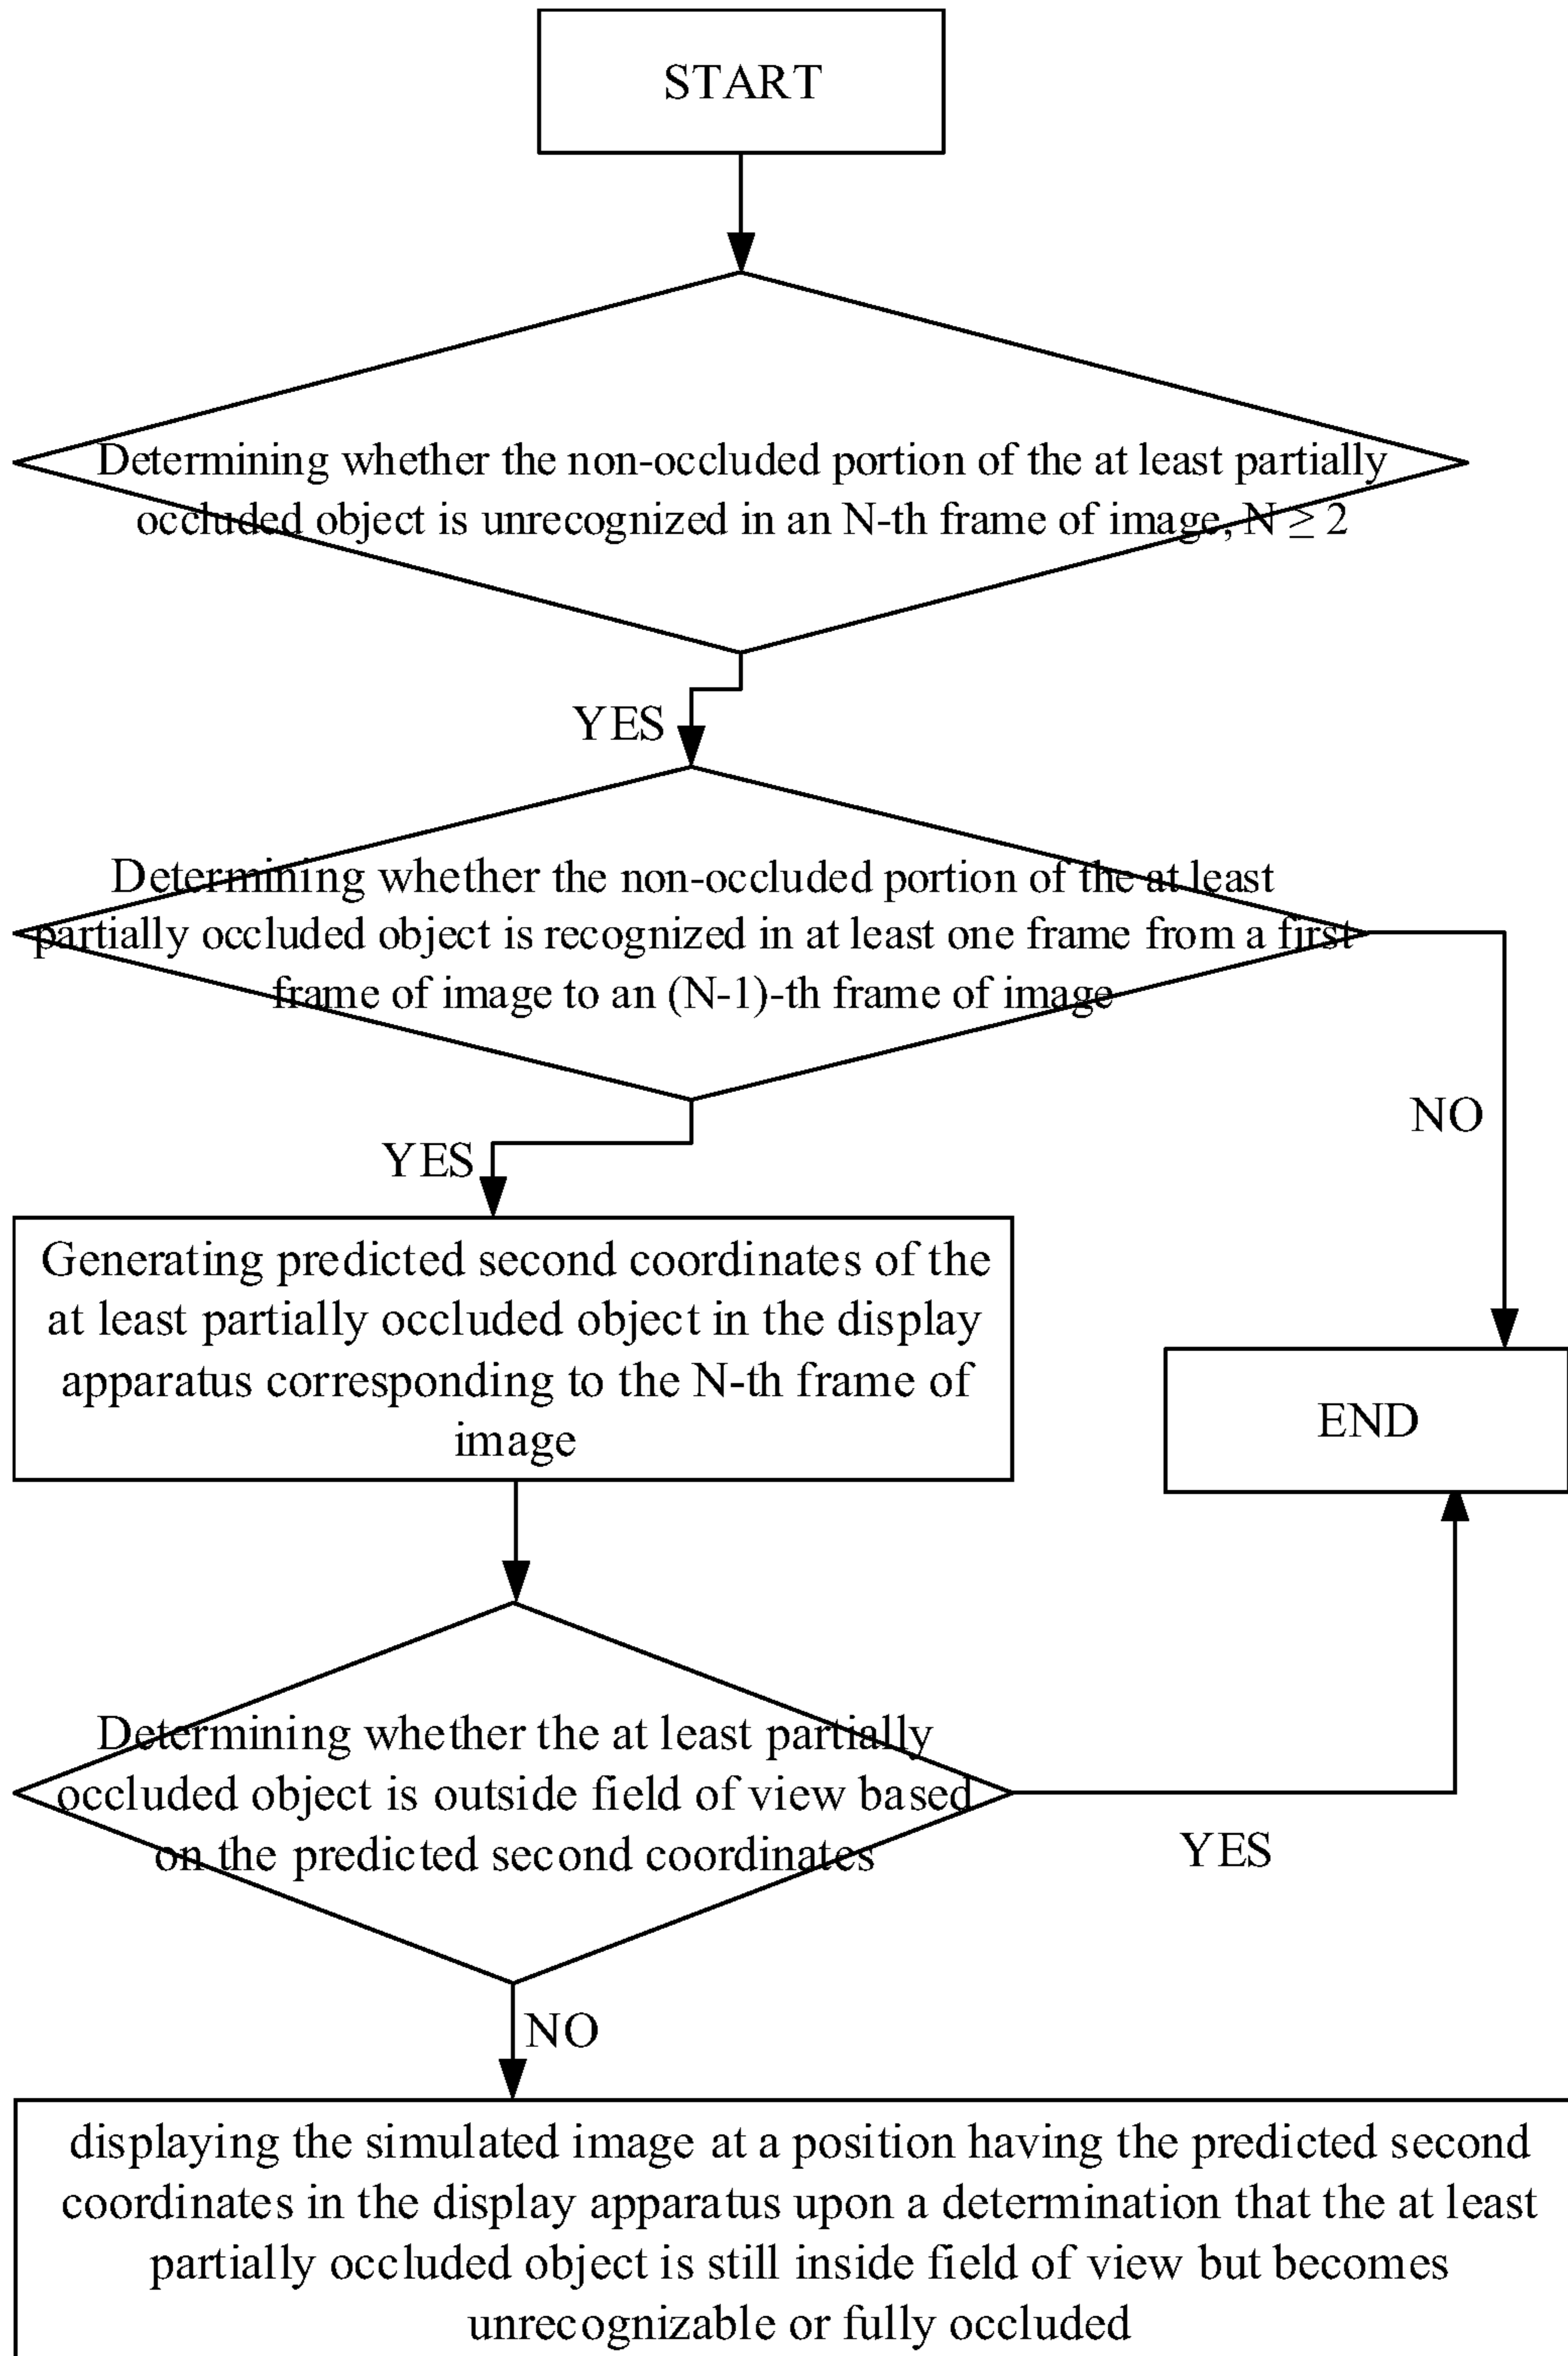 START
Determining whether the non-occluded portion of the at least partially
occluded object is unrecognized in an N-th frame of image, N ≥ 2
YES
Determining whether the non-occluded portion of the at least
partially occluded object is recognized in at least one frame from a first
frame of image to an (N-1)-th frame of image
NO
YES
Generating predicted second coordinates of the
at least partially occluded object in the display
apparatus corresponding to the N-th frame of
image
END
Determining whether the at least partially
occluded object is outside field of view based
on the predicted second coordinates
YES
NO
displaying the simulated image at a position having the predicted second
coordinates in the display apparatus upon a determination that the at least
partially occluded object is still inside field of view but becomes
unrecognizable or fully occluded